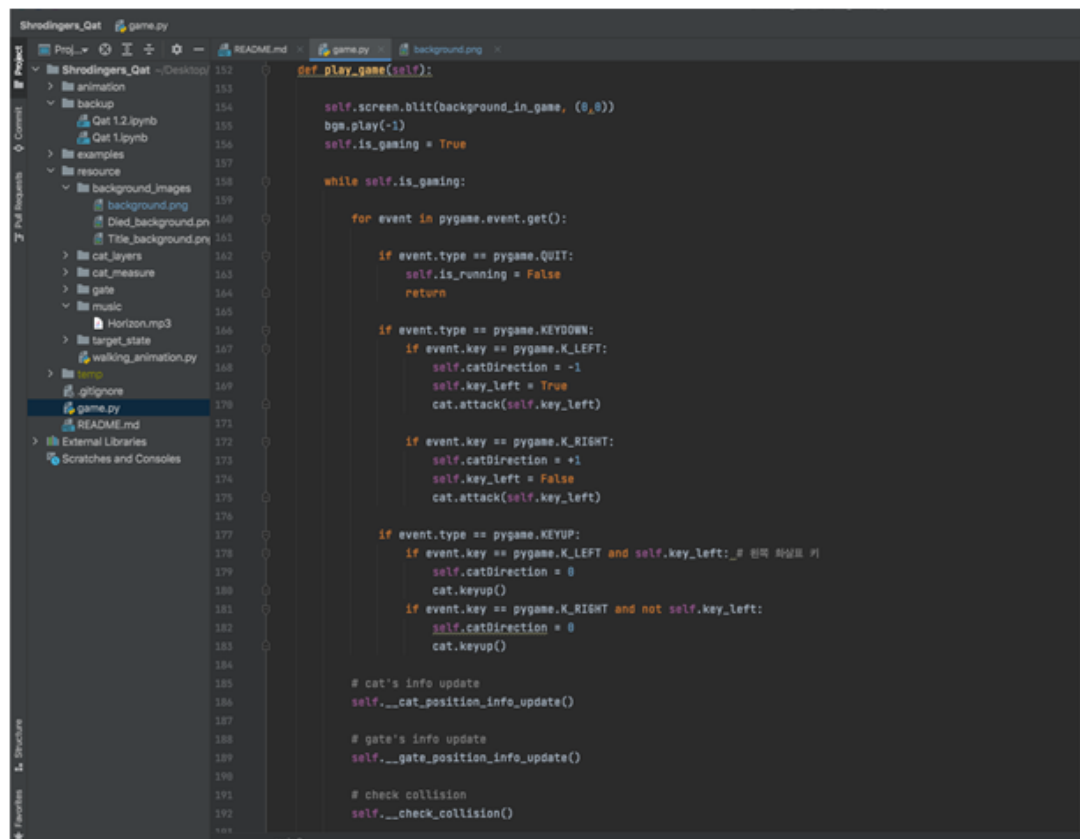 Shrodingers_Qat game.py
Proj...
README.md game.py background.png
Project
Commit
Pull Requests
Structure
Favorites
Shrodingers_Qat ~/Desktop/
animation
backup
Qat 1.2.ipynb
Qat 1.ipynb
examples
resource
background_images
background.png
Died_background.pn
Title_background.png
cat_layers
cat_measure
gate
music
Horizon.mp3
target_state
walking_animation.py
temp
.gitignore
game.py
README.md
External Libraries
Scratches and Consoles
152 def play_game(self):
153
154 self.screen.blit(background_in_game, (0,0))
155 bgm.play(-1)
156 self.is_gaming = True
157
158 while self.is_gaming:
159
160 for event in pygame.event.get():
161
162 if event.type == pygame.QUIT:
163 self.is_running = False
164 return
165
166 if event.type == pygame.KEYDOWN:
167 if event.key == pygame.K_LEFT:
168 self.catDirection = -1
169 self.key_left = True
170 cat.attack(self.key_left)
171
172 if event.key == pygame.K_RIGHT:
173 self.catDirection = +1
174 self.key_left = False
175 cat.attack(self.key_left)
176
177 if event.type == pygame.KEYUP:
178 if event.key == pygame.K_LEFT and self.key_left: # 왼쪽 화살표 키
179 self.catDirection = 0
180 cat.keyup()
181 if event.key == pygame.K_RIGHT and not self.key_left:
182 self.catDirection = 0
183 cat.keyup()
184
185 # cat's info update
186 self.__cat_position_info_update()
187
188 # gate's info update
189 self.__gate_position_info_update()
190
191 # check collision
192 self.__check_collision()